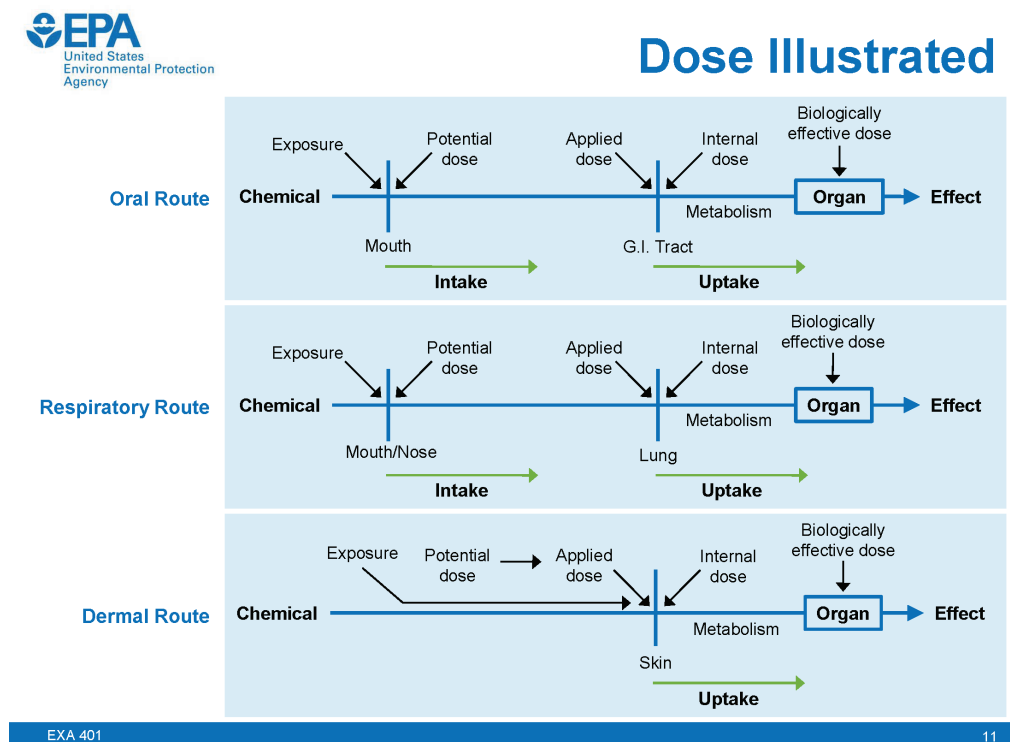 EPA
United States
Environmental Protection
Agency
Dose Illustrated
Oral Route
Exposure
Potential
dose
Applied
dose
Internal
dose
Biologically
effective dose
Chemical
Metabolism
Organ
Effect
Mouth
G.I. Tract
Intake
Uptake
Respiratory Route
Exposure
Potential
dose
Applied
dose
Internal
dose
Biologically
effective dose
Chemical
Metabolism
Organ
Effect
Mouth/Nose
Lung
Intake
Uptake
Dermal Route
Exposure
Potential
dose
Applied
dose
Internal
dose
Biologically
effective dose
Chemical
Metabolism
Organ
Effect
Skin
Uptake
EXA 401
11